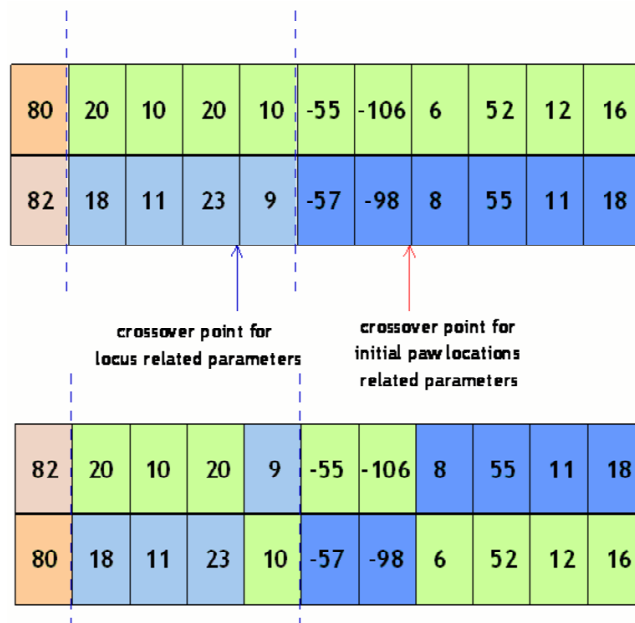 80 20 10 20 10 -55 -106 6 52 12 16
82 18 11 23 9 -57 -98 8 55 11 18
crossover point for
locus related parameters
crossover point for
initial paw locations
related parameters
82 20 10 20 9 -55 -106 8 55 11 18
80 18 11 23 10 -57 -98 6 52 12 16